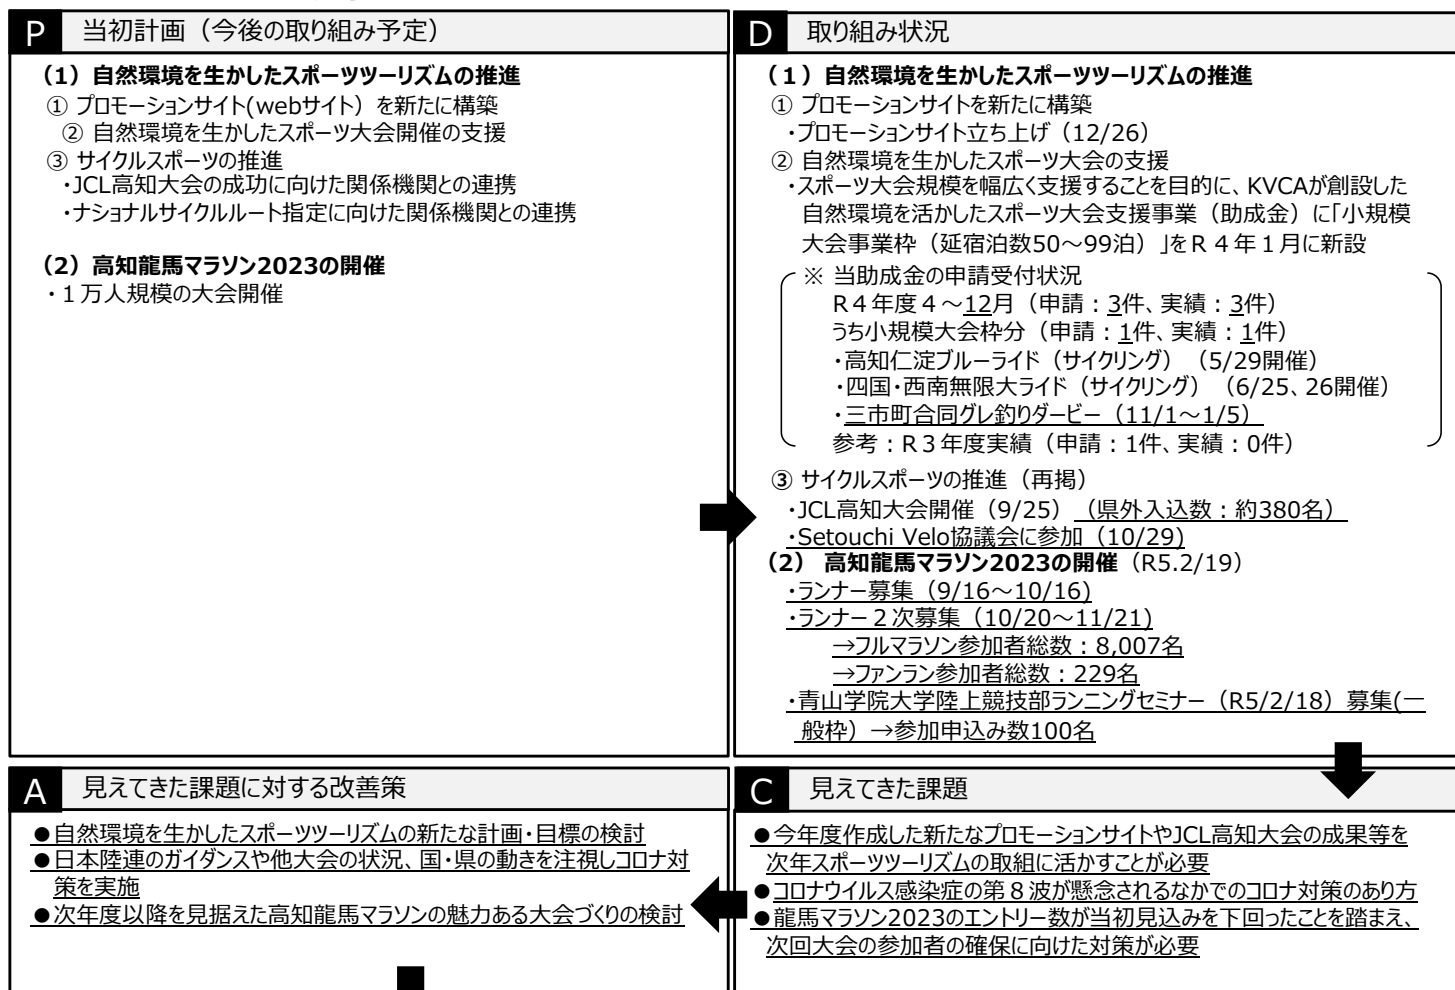 P 当初計画（今後の取り組み予定）
（1）自然環境を生かしたスポーツツーリズムの推進
① プロモーションサイト(webサイト）を新たに構築
② 自然環境を生かしたスポーツ大会開催の支援
③ サイクルスポーツの推進
・JCL高知大会の成功に向けた関係機関との連携
・ナショナルサイクルルート指定に向けた関係機関との連携
（2）高知龍馬マラソン2023の開催
・１万人規模の大会開催
D 取り組み状況
（１）自然環境を生かしたスポーツツーリズムの推進
① プロモーションサイトを新たに構築
・プロモーションサイト立ち上げ（12/26）
② 自然環境を生かしたスポーツ大会の支援
・スポーツ大会規模を幅広く支援することを目的に、KVCAが創設した
自然環境を活かしたスポーツ大会支援事業（助成金）に「小規模
大会事業枠（延宿泊数50～99泊）」をR４年１月に新設
※ 当助成金の申請受付状況
R４年度４～12月（申請：3件、実績：3件）
うち小規模大会枠分（申請：1件、実績：1件）
・高知仁淀ブルーライド（サイクリング）（5/29開催）
・四国・西南無限大ライド（サイクリング）（6/25、26開催）
・三市町合同グレ釣りダービー（11/1～1/5）
参考：R３年度実績（申請：1件、実績：0件）
③ サイクルスポーツの推進（再掲）
・JCL高知大会開催（9/25）（県外入込数：約380名）
・Setouchi Velo協議会に参加（10/29)
（2） 高知龍馬マラソン2023の開催（R5.2/19）
・ランナー募集（9/16～10/16)
・ランナー２次募集（10/20～11/21)
→フルマラソン参加者総数：8,007名
→ファンラン参加者総数：229名
・青山学院大学陸上競技部ランニングセミナー（R5/2/18）募集(一
般枠）→参加申込み数100名
A 見えてきた課題に対する改善策
●自然環境を生かしたスポーツツーリズムの新たな計画・目標の検討
●日本陸連のガイダンスや他大会の状況、国・県の動きを注視しコロナ対
策を実施
●次年度以降を見据えた高知龍馬マラソンの魅力ある大会づくりの検討
C 見えてきた課題
●今年度作成した新たなプロモーションサイトやJCL高知大会の成果等を
次年スポーツツーリズムの取組に活かすことが必要
●コロナウイルス感染症の第８波が懸念されるなかでのコロナ対策のあり方
●龍馬マラソン2023のエントリー数が当初見込みを下回ったことを踏まえ、
次回大会の参加者の確保に向けた対策が必要